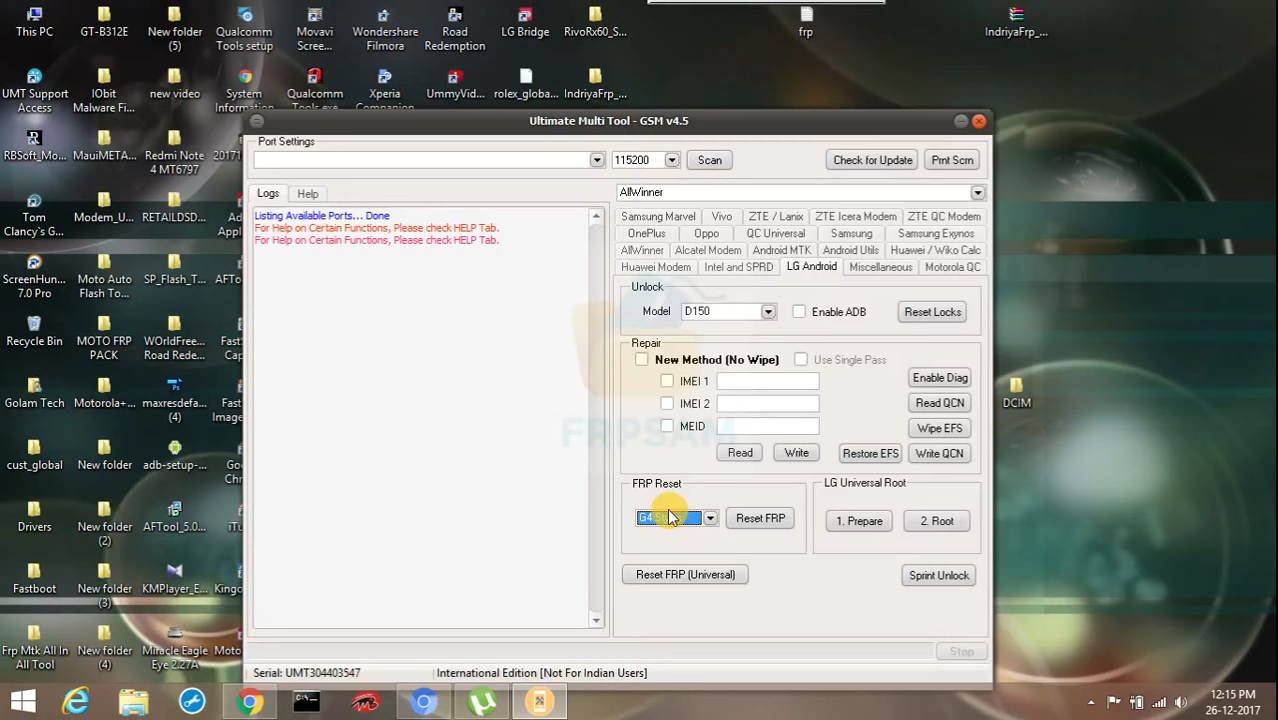 This PC
GT-B312E
New folder (5)
Qualcomm Tools setup
Movavi Scree...
Wondershare Filmora
Road Redemption
LG Bridge
RivoRx60_S...
frp
IndriyaFrp_...
UMT Support Access
IObit Malware Fi...
new video
System Information
Qualcomm Tools.exe
Xperia Companion
UmmyVid...
rolex_globa...
IndriyaFrp_...
Ultimate Multi Tool - GSM v4.5
RBSoft_Mo...
MauiMETA...
Redmi Note 4 MT6797
Tom Clancy`s G...
Modem_U...
RETAILDSD...
ScreenHun... 7.0 Pro
Moto Auto Flash To...
SP_Flash_T...
Recycle Bin
MOTO FRP PACK
WOrldFree... Road Rede...
Golam Tech
Motorola+...
maxresdefault (4)
cust_global
New folder
adb-setup-...
Drivers
New folder (2)
AFTool_5.0...
Fastboot
New folder (3)
KMPlayer_E...
Frp Mtk All In All Tool
New folder (4)
Miracle Eagle Eye 2.27A
DCIM
Port Settings
115200
Scan
Check for Update
Prnt Scrn
Logs
Help
Listing Available Ports... Done
For Help on Certain Functions, Please check HELP Tab.
For Help on Certain Functions, Please check HELP Tab.
AllWinner
Samsung Marvel
Vivo
ZTE / Lanix
ZTE Icera Modem
ZTE QC Modem
OnePlus
Oppo
QC Universal
Samsung
Samsung Exynos
AllWinner
Alcatel Modem
Android MTK
Android Utils
Huawei / Wiko Calc
Huawei Modem
Intel and SPRD
LG Android
Miscellaneous
Motorola QC
Unlock
Model
D150
Enable ADB
Reset Locks
Repair
New Method (No Wipe)
Use Single Pass
IMEI 1
Enable Diag
IMEI 2
Read QCN
MEID
Wipe EFS
Read
Write
Restore EFS
Write QCN
FRPSAM
FRP Reset
Reset FRP
LG Universal Root
1. Prepare
2. Root
Reset FRP (Universal)
Sprint Unlock
Stop
Serial: UMT304403547
International Edition [Not For Indian Users]
12:15 PM
26-12-2017